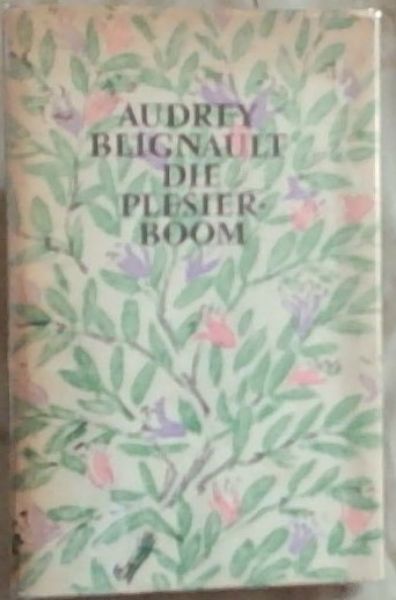 AUDREY
BLIGNAULT
DIE
PLESIER-
BOOM